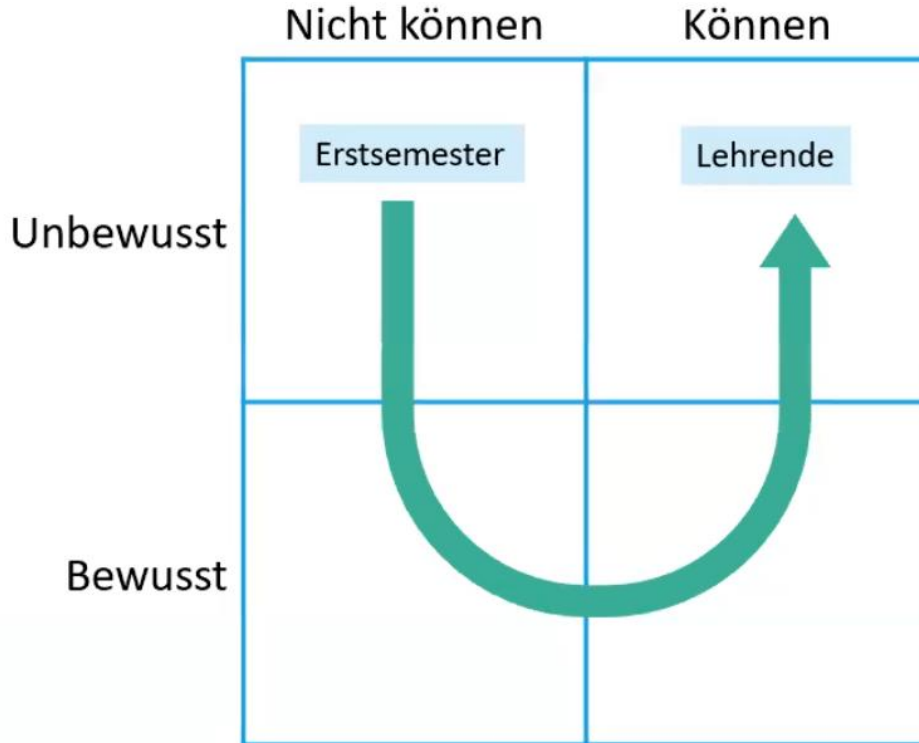 Nicht können
Können
Erstsemester
Lehrende
Unbewusst
Bewusst